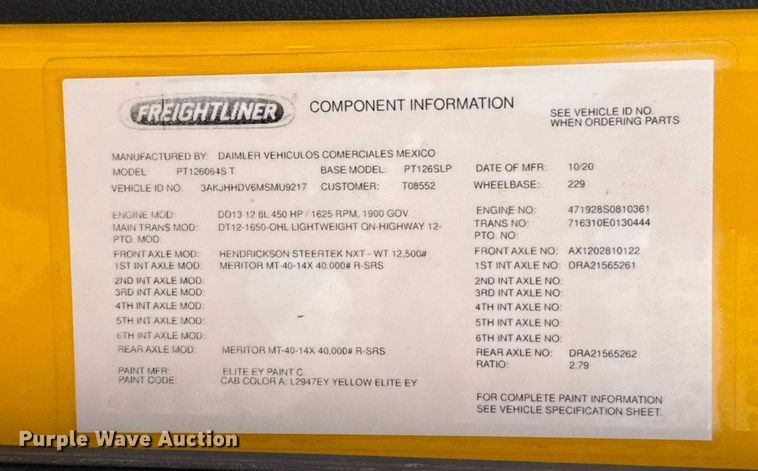 FREIGHTLINER COMPONENT INFORMATION
SEE VEHICLE ID NO.
WHEN ORDERING PARTS
MANUFACTURED BY: DAIMLER VEHICULOS COMERCIALES MEXICO
MODEL: PT126064S T BASE MODEL: PT126SLP DATE OF MFR: 10/20
VEHICLE ID NO: 3AKJHHDV6MSMU9217 CUSTOMER: T08552 WHEELBASE: 229
ENGINE MOD: DD13 12.8L 450 HP / 1625 RPM, 1900 GOV ENGINE NO: 471928S0810361
MAIN TRANS MOD: DT12-1650-OHL LIGHTWEIGHT ON-HIGHWAY 12- TRANS NO: 716310E0130444
PTO. MOD: PTO. NO:
FRONT AXLE MOD: HENDRICKSON STEERTEK NXT - WT 12,500# FRONT AXLE NO: AX1202810122
1ST INT AXLE MOD: MERITOR MT-40-14X 40,000# R-SRS 1ST INT AXLE NO: DRA21565261
2ND INT AXLE MOD: 2ND INT AXLE NO:
3RD INT AXLE MOD: 3RD INT AXLE NO:
4TH INT AXLE MOD: 4TH INT AXLE NO:
5TH INT AXLE MOD: 5TH INT AXLE NO:
6TH INT AXLE MOD: 6TH INT AXLE NO:
REAR AXLE MOD: MERITOR MT-40-14X 40,000# R-SRS REAR AXLE NO: DRA21565262
RATIO: 2.79
PAINT MFR: ELITE EY PAINT C
PAINT CODE: CAB COLOR A: L2947EY YELLOW ELITE EY
FOR COMPLETE PAINT INFORMATION
SEE VEHICLE SPECIFICATION SHEET.
Purple Wave Auction